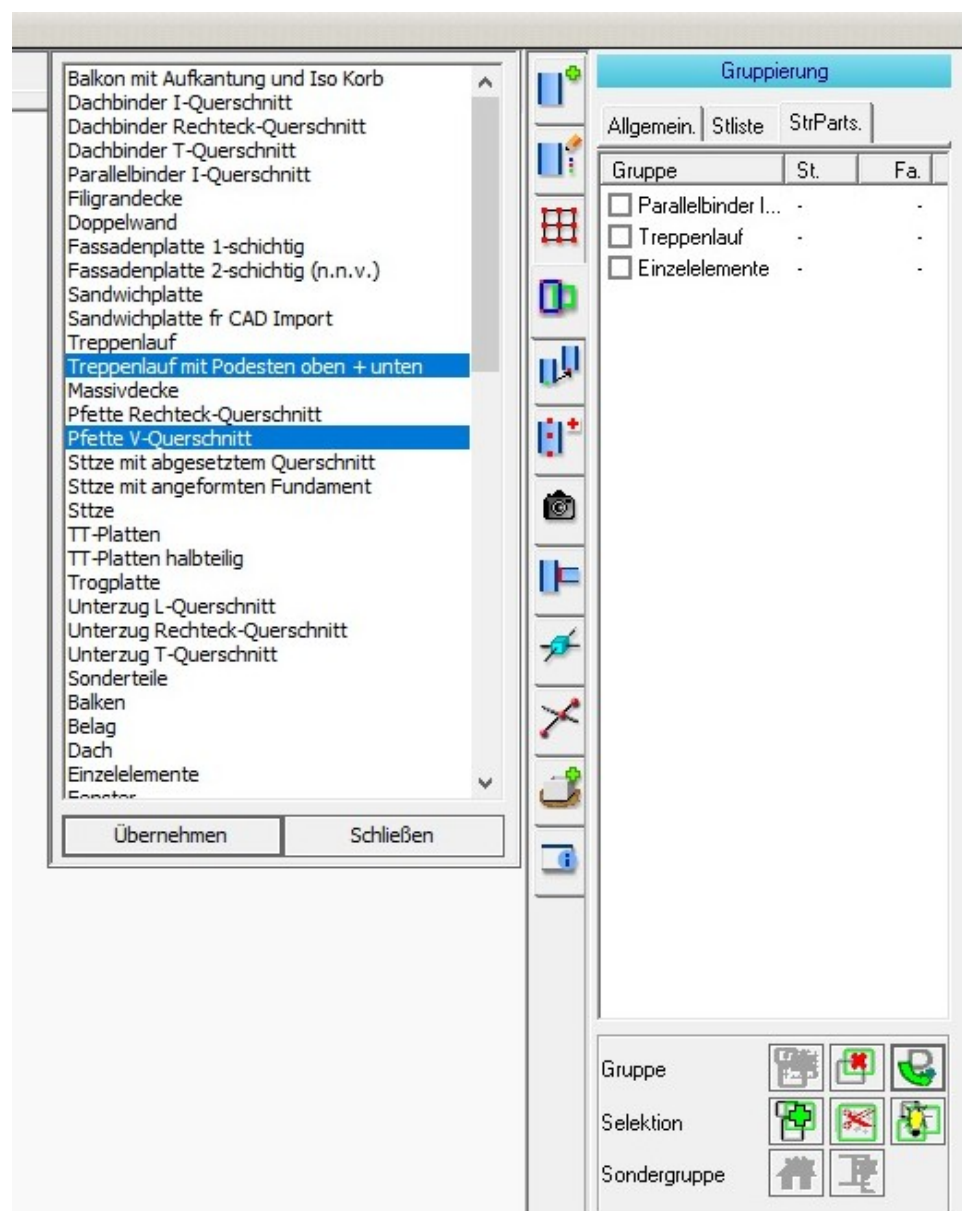 Balkon mit Aufkantung und Iso Korb
Dachbinder I-Querschnitt
Dachbinder Rechteck-Querschnitt
Dachbinder T-Querschnitt
Parallelbinder I-Querschnitt
Filigrandecke
Doppelwand
Fassadenplatte 1-schichtig
Fassadenplatte 2-schichtig (n.n.v.)
Sandwichplatte
Sandwichplatte fr CAD Import
Treppenlauf
Treppenlauf mit Podesten oben + unten
Massivdecke
Pfette Rechteck-Querschnitt
Pfette V-Querschnitt
Sttze mit abgesetztem Querschnitt
Sttze mit angeformten Fundament
Sttze
TT-Platten
TT-Platten halbteilig
Trogplatte
Unterzug L-Querschnitt
Unterzug Rechteck-Querschnitt
Unterzug T-Querschnitt
Sonderteile
Balken
Belag
Dach
Einzelelemente
Fenster
Übernehmen Schließen
Gruppierung
Allgemein. Stliste StrParts.
Gruppe St. Fa.
Parallelbinder I... - -
Treppenlauf - -
Einzelelemente - -
Gruppe
Selektion
Sondergruppe